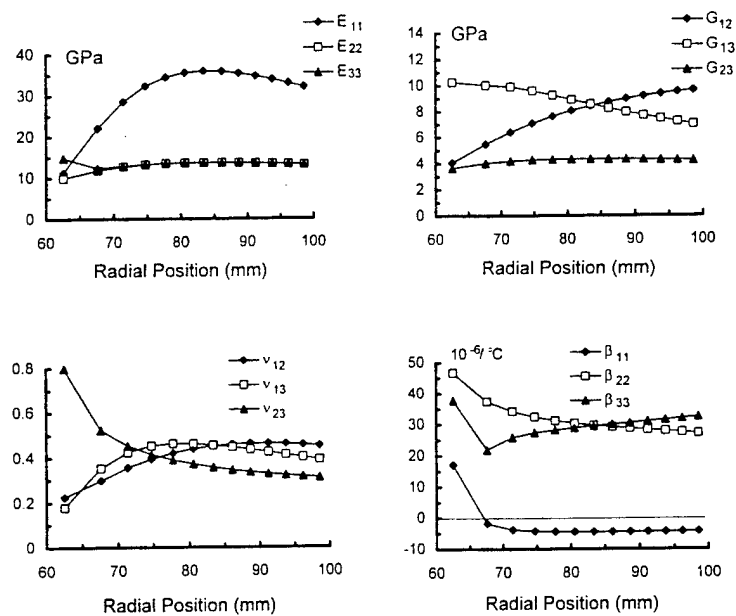 GPa
E11
E22
E33
40
30
20
10
0
60 70 80 90 100
Radial Position (mm)
GPa
G12
G13
G23
14
12
10
8
6
4
2
0
60 70 80 90 100
Radial Position (mm)
ν12
ν13
ν23
0.8
0.6
0.4
0.2
0
60 70 80 90 100
Radial Position (mm)
10⁻⁶/°C
β11
β22
β33
50
40
30
20
10
0
-10
60 70 80 90 100
Radial Position (mm)